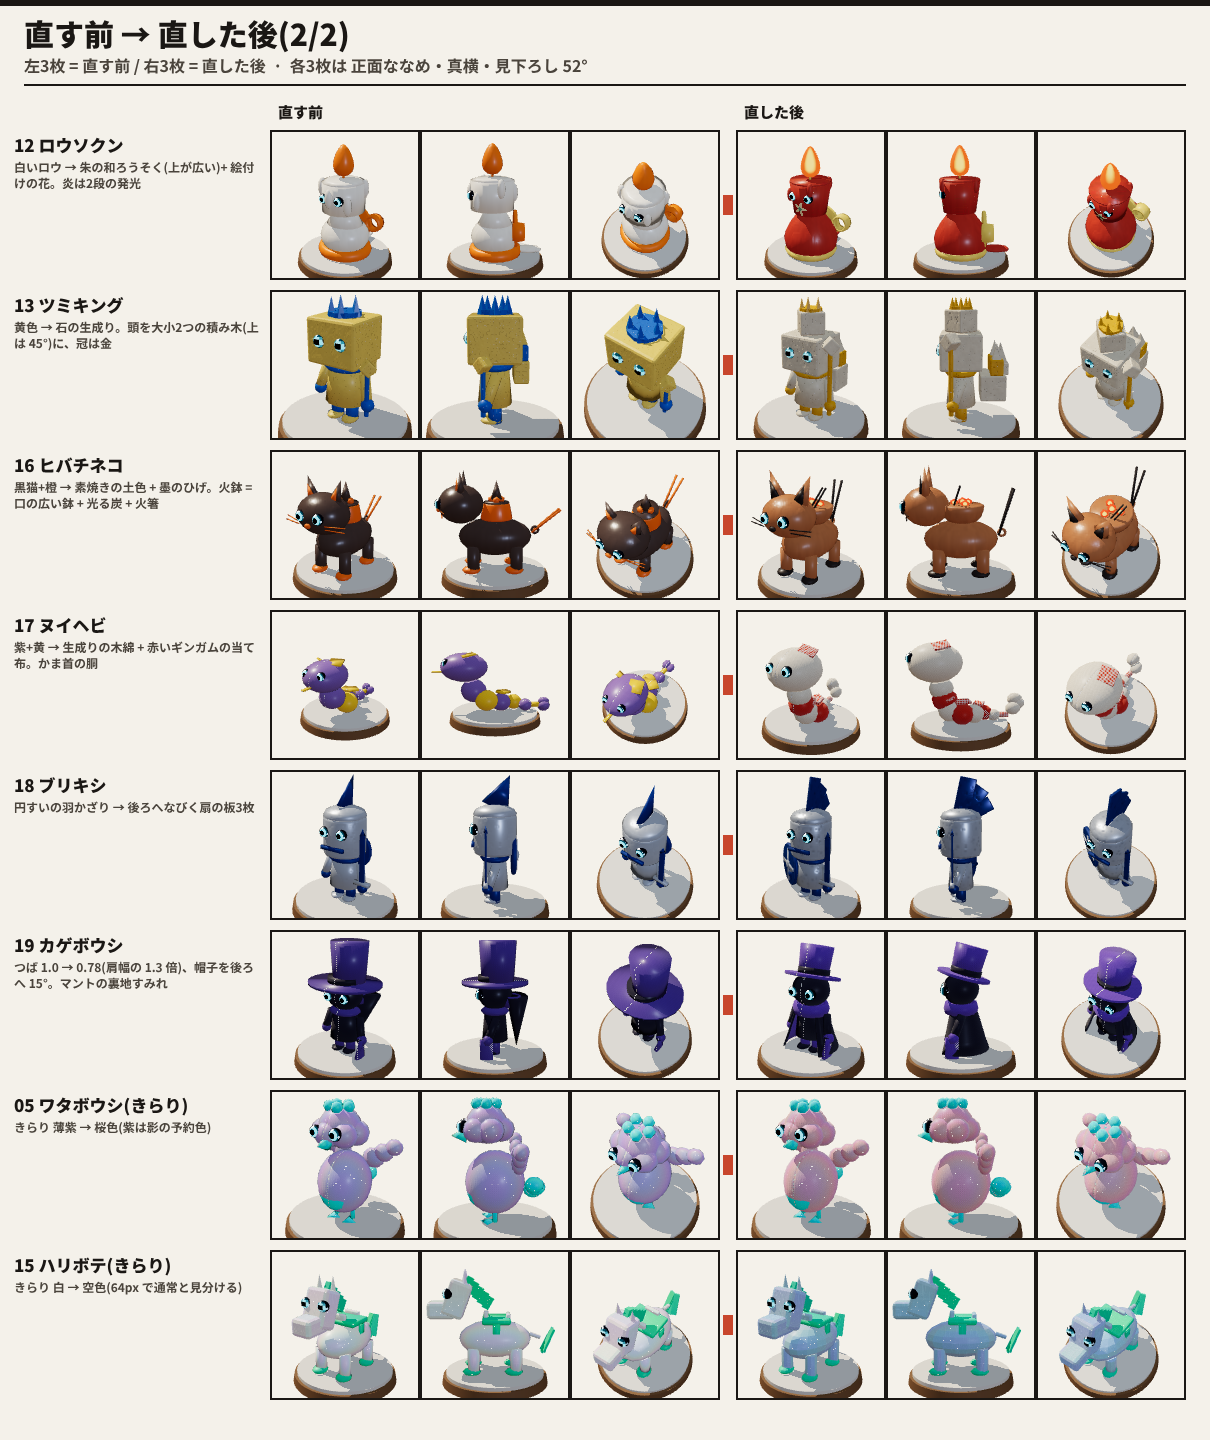 直す前 → 直した後(2/2)
左3枚 = 直す前 / 右3枚 = 直した後 ・ 各3枚は 正面ななめ・真横・見下ろし 52°
直す前
直した後
12 ロウソクン
白いロウ → 朱の和ろうそく(上が広い)+ 絵付
けの花。炎は2段の発光
13 ツミキング
黄色 → 石の生成り。頭を大小2つの積み木(上
は 45°)に、冠は金
16 ヒバチネコ
黒猫+橙 → 素焼きの土色 + 墨のひげ。火鉢 =
口の広い鉢 + 光る炭 + 火箸
17 ヌイヘビ
紫+黄 → 生成りの木綿 + 赤いギンガムの当て
布。かま首の胴
18 ブリキシ
円すいの羽かざり → 後ろへなびく扇の板3枚
19 カゲボウシ
つば 1.0 → 0.78(肩幅の 1.3 倍)、帽子を後ろ
へ 15°。マントの裏地すみれ
05 ワタボウシ(きらり)
きらり 薄紫 → 桜色(紫は影の予約色)
15 ハリボテ(きらり)
きらり 白 → 空色(64px で通常と見分ける)